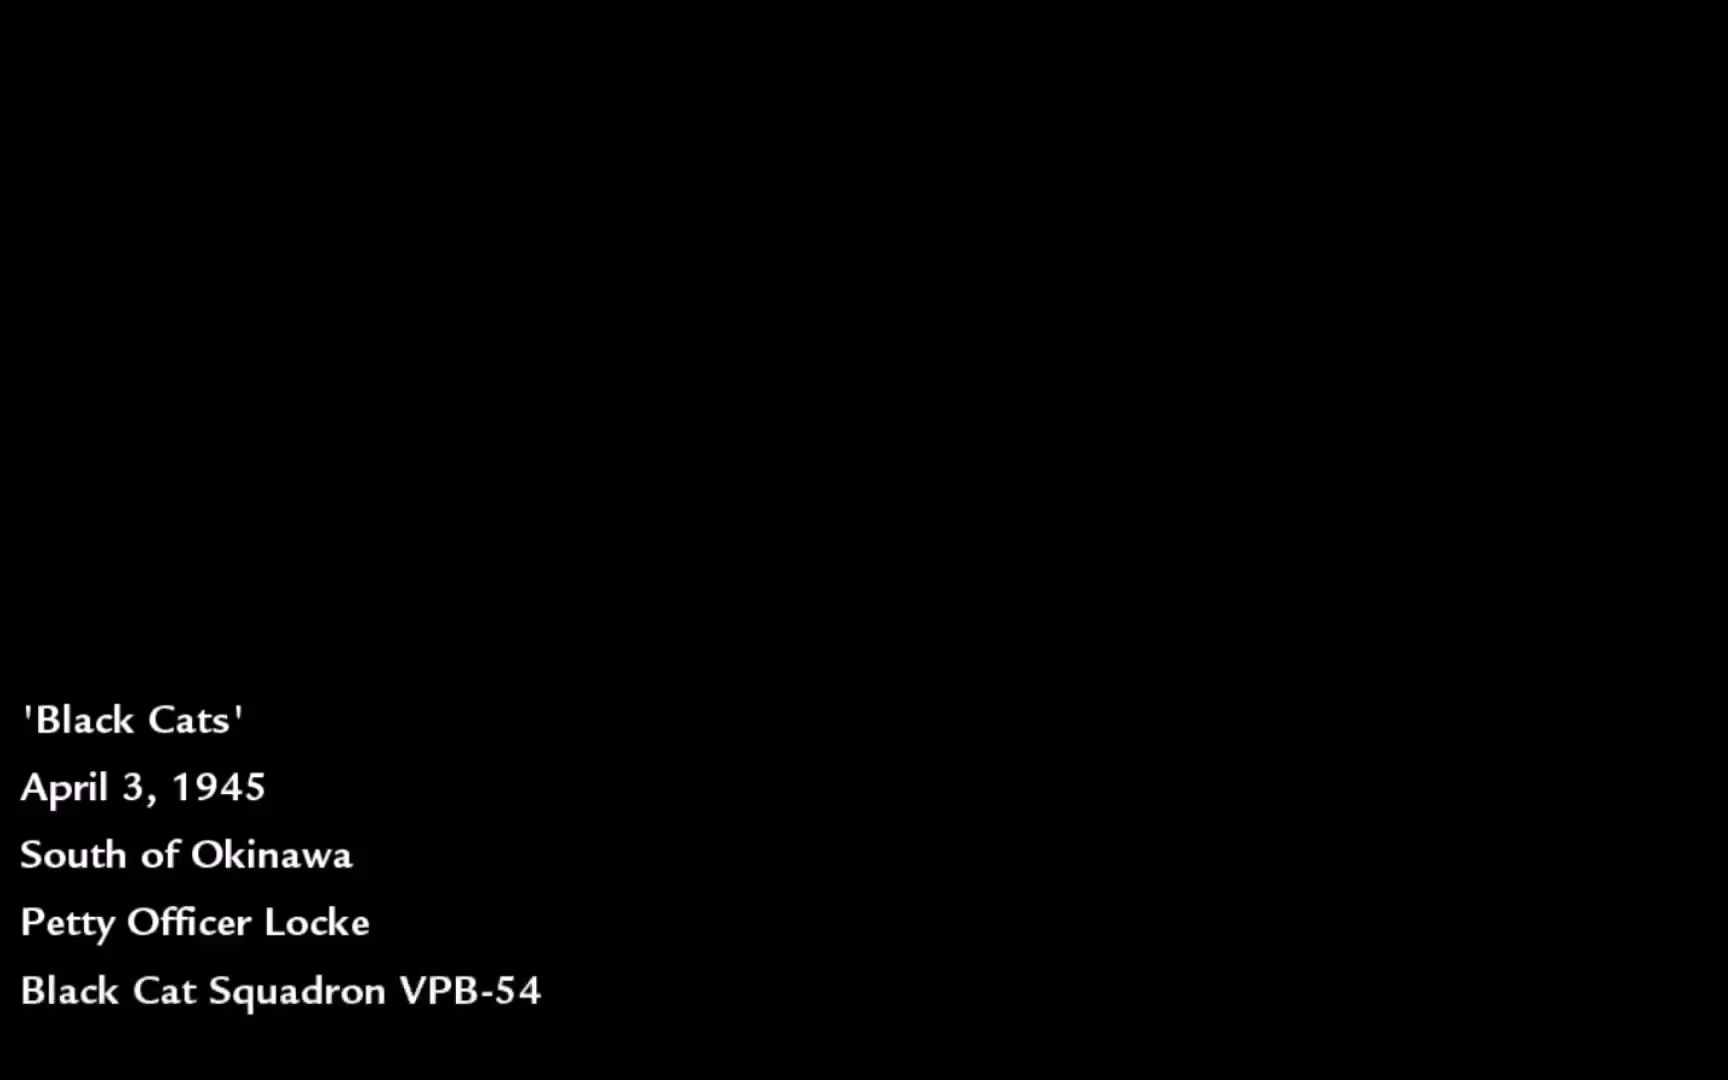 'Black Cats'
April 3, 1945
South of Okinawa
Petty Officer Locke
Black Cat Squadron VPB-54